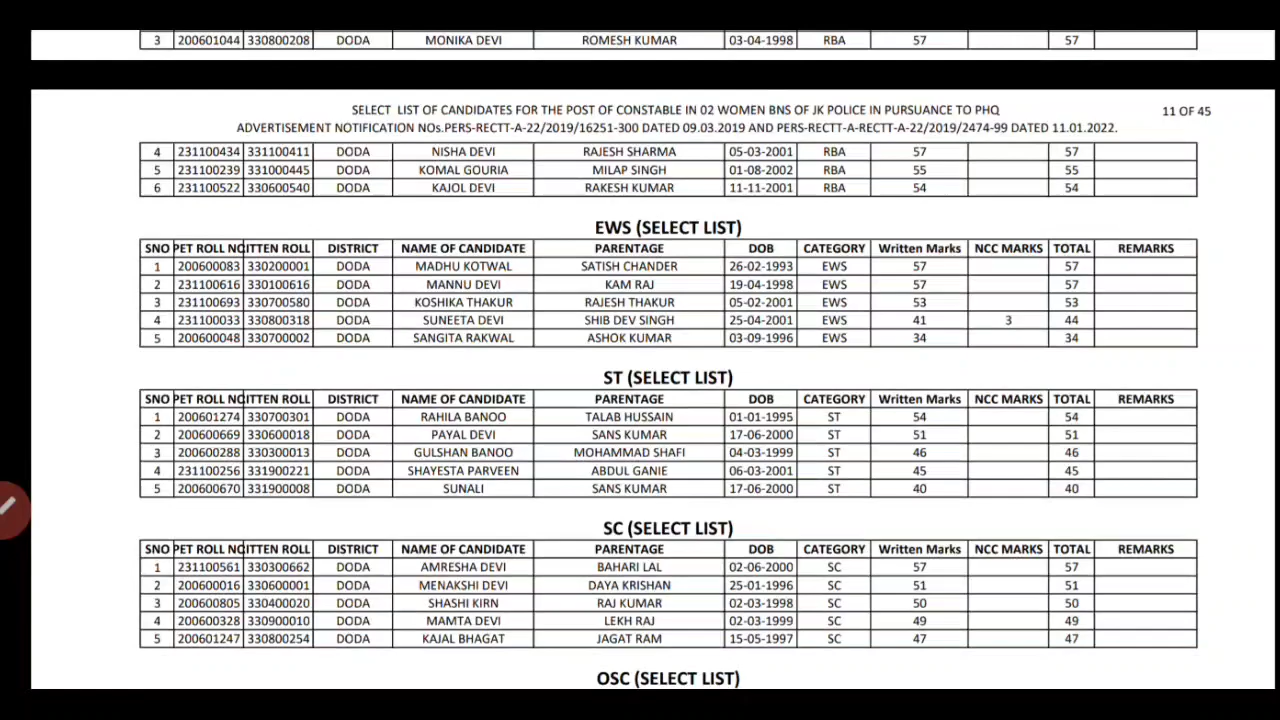 3 200601044 330800208 DODA MONIKA DEVI ROMESH KUMAR 03-04-1998 RBA 57 57
SELECT LIST OF CANDIDATES FOR THE POST OF CONSTABLE IN 02 WOMEN BNS OF JK POLICE IN PURSUANCE TO PHQ 11 OF 45
ADVERTISEMENT NOTIFICATION NOs.PERS-RECTT-A-22/2019/16251-300 DATED 09.03.2019 AND PERS-RECTT-A-RECTT-A-22/2019/2474-99 DATED 11.01.2022.
4 231100434 331100411 DODA NISHA DEVI RAJESH SHARMA 05-03-2001 RBA 57 57
5 231100239 331000445 DODA KOMAL GOURIA MILAP SINGH 01-08-2002 RBA 55 55
6 231100522 330600540 DODA KAJOL DEVI RAKESH KUMAR 11-11-2001 RBA 54 54
EWS (SELECT LIST)
SNO PET ROLL NO ITTEN ROLL DISTRICT NAME OF CANDIDATE PARENTAGE DOB CATEGORY Written Marks NCC MARKS TOTAL REMARKS
1 200600083 330200001 DODA MADHU KOTWAL SATISH CHANDER 26-02-1993 EWS 57 57
2 231100616 330100616 DODA MANNU DEVI KAM RAJ 19-04-1998 EWS 57 57
3 231100693 330700580 DODA KOSHIKA THAKUR RAJESH THAKUR 05-02-2001 EWS 53 53
4 231100033 330800318 DODA SUNEETA DEVI SHIB DEV SINGH 25-04-2001 EWS 41 3 44
5 200600048 330700002 DODA SANGITA RAKWAL ASHOK KUMAR 03-09-1996 EWS 34 34
ST (SELECT LIST)
SNO PET ROLL NO ITTEN ROLL DISTRICT NAME OF CANDIDATE PARENTAGE DOB CATEGORY Written Marks NCC MARKS TOTAL REMARKS
1 200601274 330700301 DODA RAHILA BANOO TALAB HUSSAIN 01-01-1995 ST 54 54
2 200600669 330600018 DODA PAYAL DEVI SANS KUMAR 17-06-2000 ST 51 51
3 200600288 330300013 DODA GULSHAN BANOO MOHAMMAD SHAFI 04-03-1999 ST 46 46
4 231100256 331900221 DODA SHAYESTA PARVEEN ABDUL GANIE 06-03-2001 ST 45 45
5 200600670 331900008 DODA SUNALI SANS KUMAR 17-06-2000 ST 40 40
SC (SELECT LIST)
SNO PET ROLL NO ITTEN ROLL DISTRICT NAME OF CANDIDATE PARENTAGE DOB CATEGORY Written Marks NCC MARKS TOTAL REMARKS
1 231100561 330300662 DODA AMRESHA DEVI BAHARI LAL 02-06-2000 SC 57 57
2 200600016 330600001 DODA MENAKSHI DEVI DAYA KRISHAN 25-01-1996 SC 51 51
3 200600805 330400020 DODA SHASHI KIRN RAJ KUMAR 02-03-1998 SC 50 50
4 200600328 330900010 DODA MAMTA DEVI LEKH RAJ 02-03-1999 SC 49 49
5 200601247 330800254 DODA KAJAL BHAGAT JAGAT RAM 15-05-1997 SC 47 47
OSC (SELECT LIST)